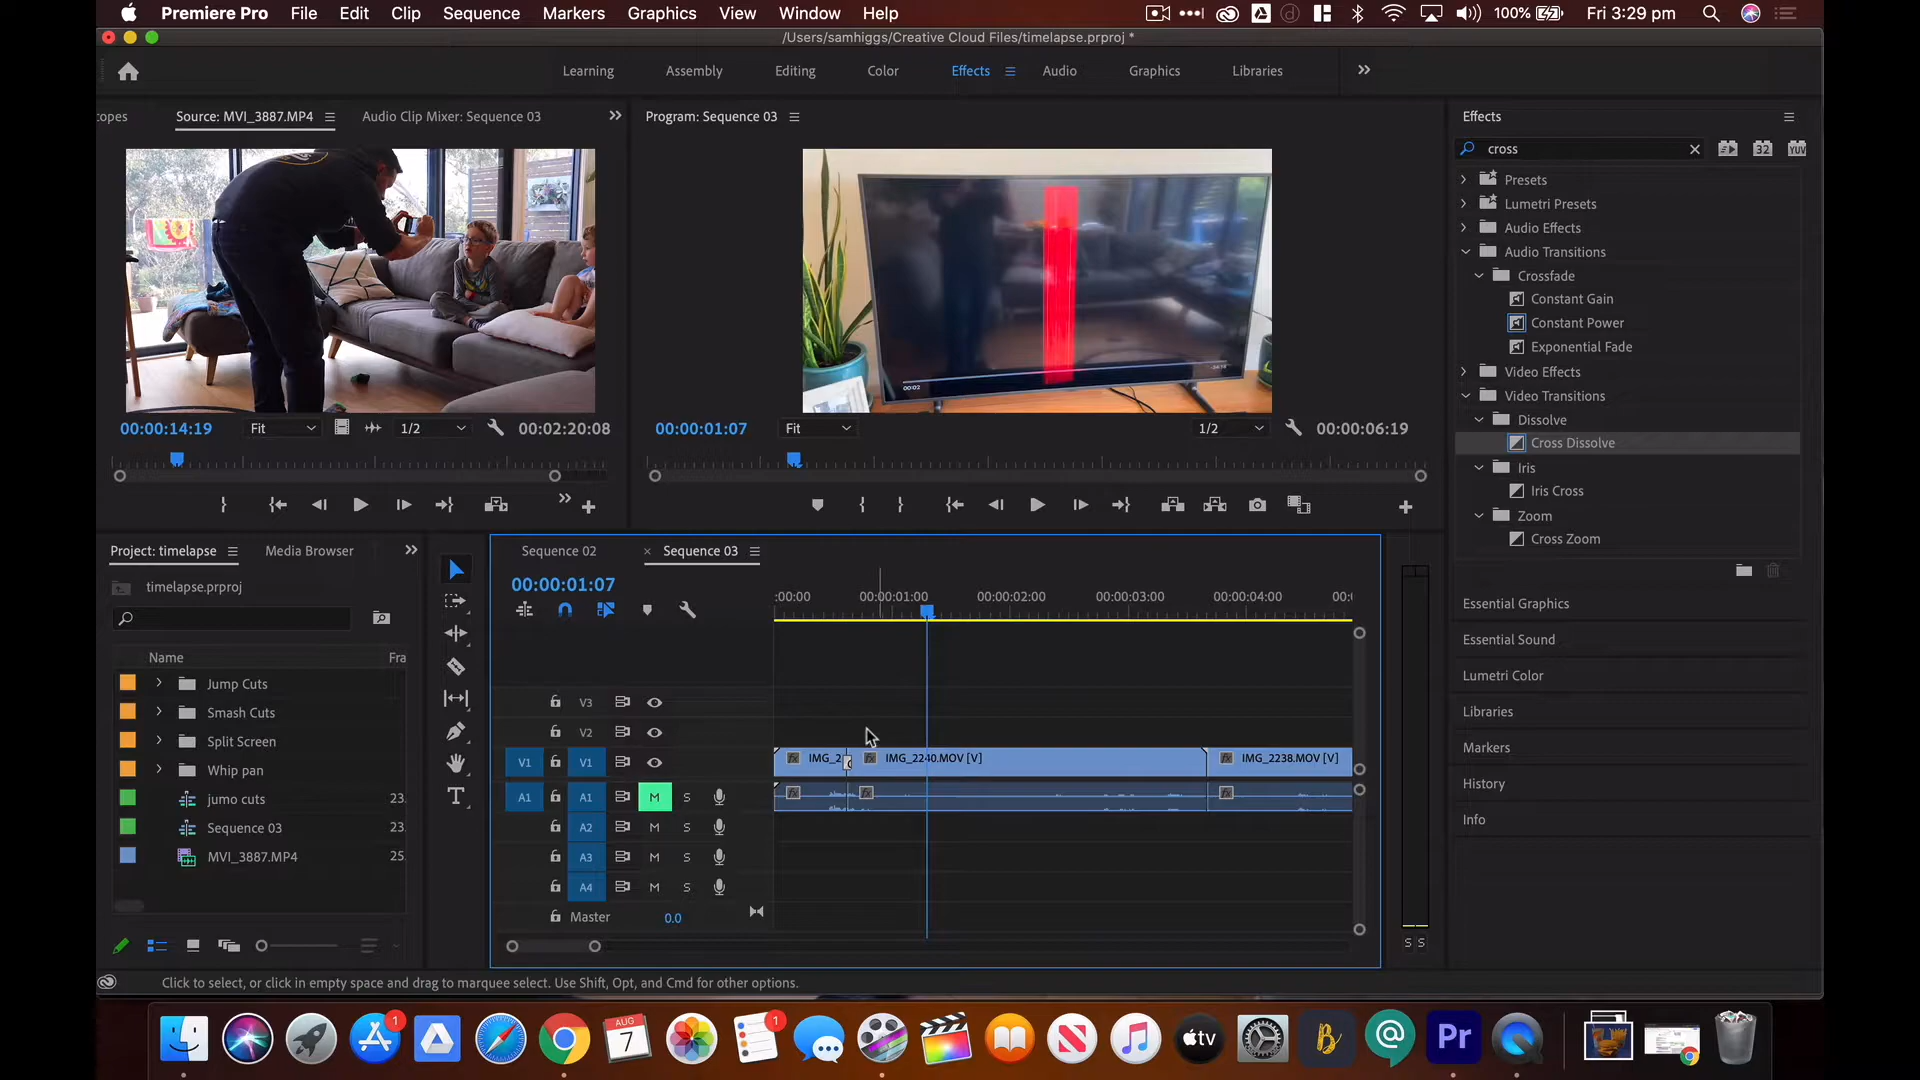 Premiere Pro File Edit Clip Sequence Markers Graphics View Window Help 100% Fri 3:29 pm
/Users/samhiggs/Creative Cloud Files/timelapse.prproj *
Learning Assembly Editing Color Effects Audio Graphics Libraries
copes Source: MVI_3887.MP4 Audio Clip Mixer: Sequence 03
Program: Sequence 03
Effects
cross
32 YUV
Presets
Lumetri Presets
Audio Effects
Audio Transitions
Crossfade
Constant Gain
Constant Power
Exponential Fade
Video Effects
Video Transitions
Dissolve
Cross Dissolve
Iris
Iris Cross
Zoom
Cross Zoom
00:02
00:00:14:19 Fit 1/2 00:02:20:08
00:00:01:07 Fit 1/2 00:00:06:19
Project: timelapse Media Browser
timelapse.prproj
Name Fra
Jump Cuts
Smash Cuts
Split Screen
Whip pan
jumo cuts 23.
Sequence 03 23.
MVI_3887.MP4 25.
Sequence 02 × Sequence 03
00:00:01:07
:00:00 00:00:01:00 00:00:02:00 00:00:03:00 00:00:04:00 00:
V3
V2
V1 V1 IMG_2 IMG_2240.MOV [V] IMG_2238.MOV [V]
A1 A1 M S
A2 M S
A3 M S
A4 M S
Master 0.0
S S
Essential Graphics
Essential Sound
Lumetri Color
Libraries
Markers
History
Info
Click to select, or click in empty space and drag to marquee select. Use Shift, Opt, and Cmd for other options.
1 AUG 7 1 tv Pr